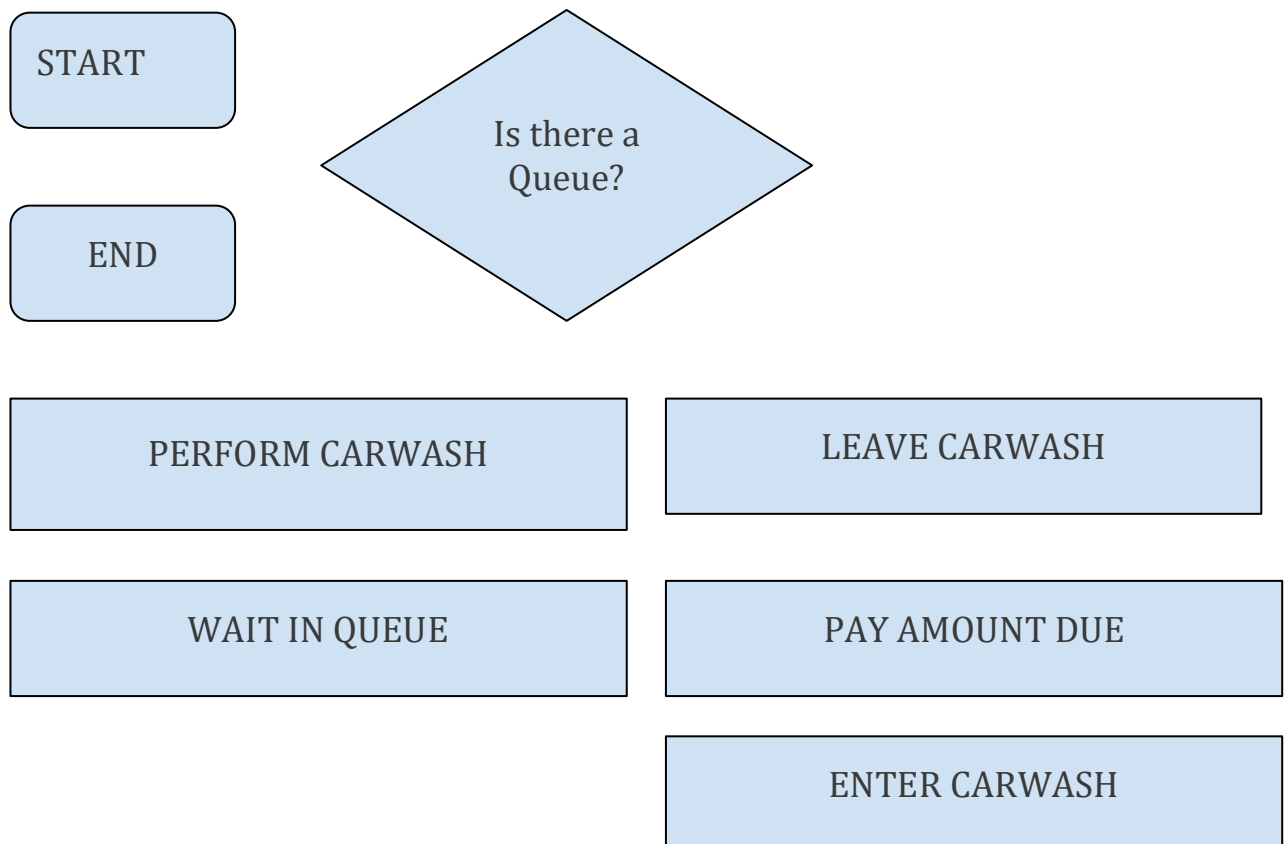 START
Is there a
Queue?
END
PERFORM CARWASH
LEAVE CARWASH
WAIT IN QUEUE
PAY AMOUNT DUE
ENTER CARWASH